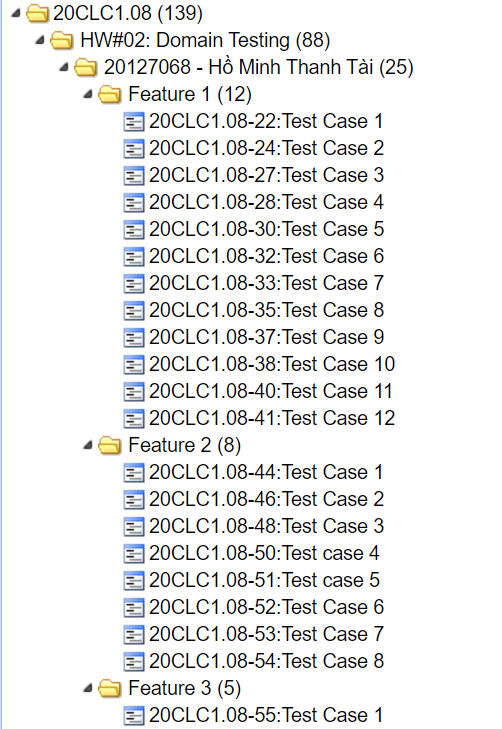 20CLC1.08 (139)
HW#02: Domain Testing (88)
20127068 - Hồ Minh Thanh Tài (25)
Feature 1 (12)
20CLC1.08-22:Test Case 1
20CLC1.08-24:Test Case 2
20CLC1.08-27:Test Case 3
20CLC1.08-28:Test Case 4
20CLC1.08-30:Test Case 5
20CLC1.08-32:Test Case 6
20CLC1.08-33:Test Case 7
20CLC1.08-35:Test Case 8
20CLC1.08-37:Test Case 9
20CLC1.08-38:Test Case 10
20CLC1.08-40:Test Case 11
20CLC1.08-41:Test Case 12
Feature 2 (8)
20CLC1.08-44:Test Case 1
20CLC1.08-46:Test Case 2
20CLC1.08-48:Test Case 3
20CLC1.08-50:Test case 4
20CLC1.08-51:Test case 5
20CLC1.08-52:Test Case 6
20CLC1.08-53:Test Case 7
20CLC1.08-54:Test Case 8
Feature 3 (5)
20CLC1.08-55:Test Case 1